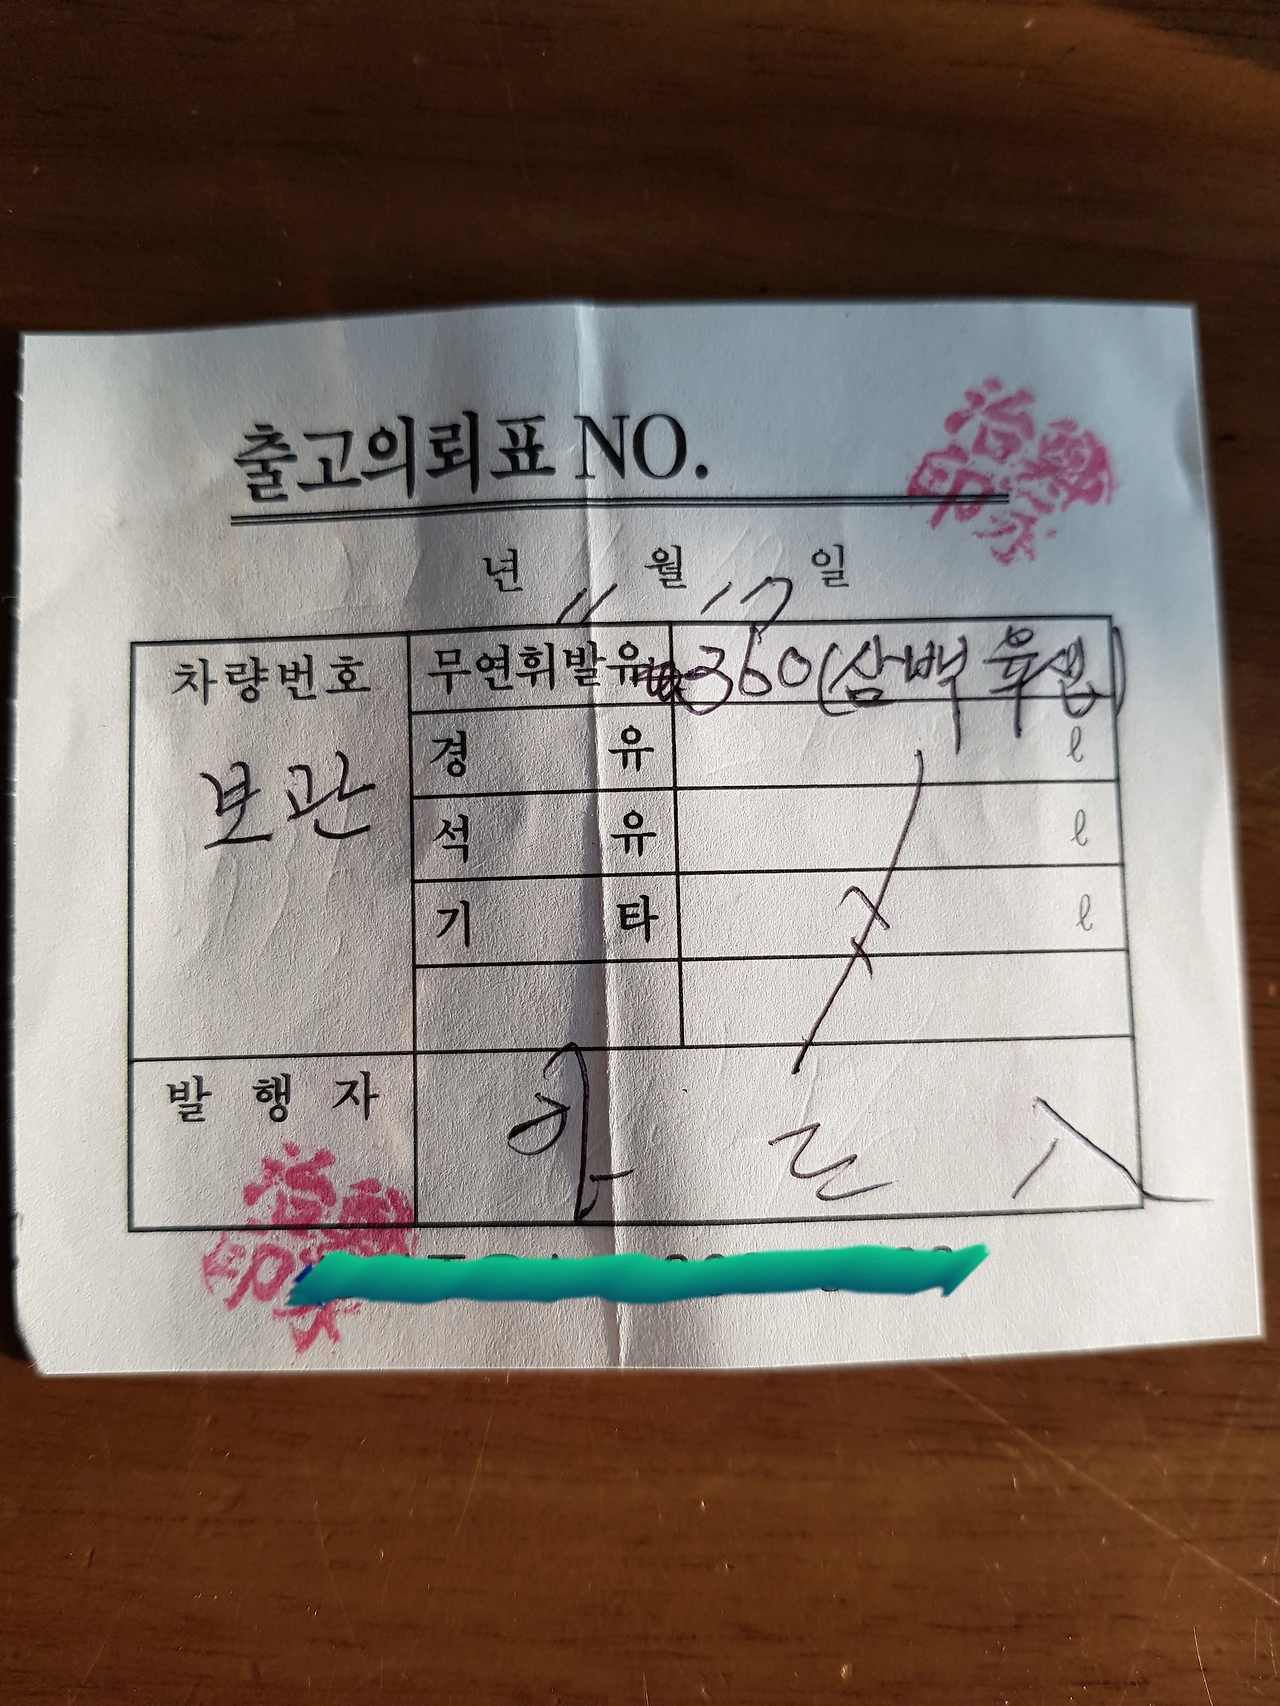 출고의뢰표 NO.
년 11 월 17 일
차량번호 무연휘발유 360(삼백육십)
보관
경 유 ℓ
석 유 ℓ
기 타 ℓ
발 행 자